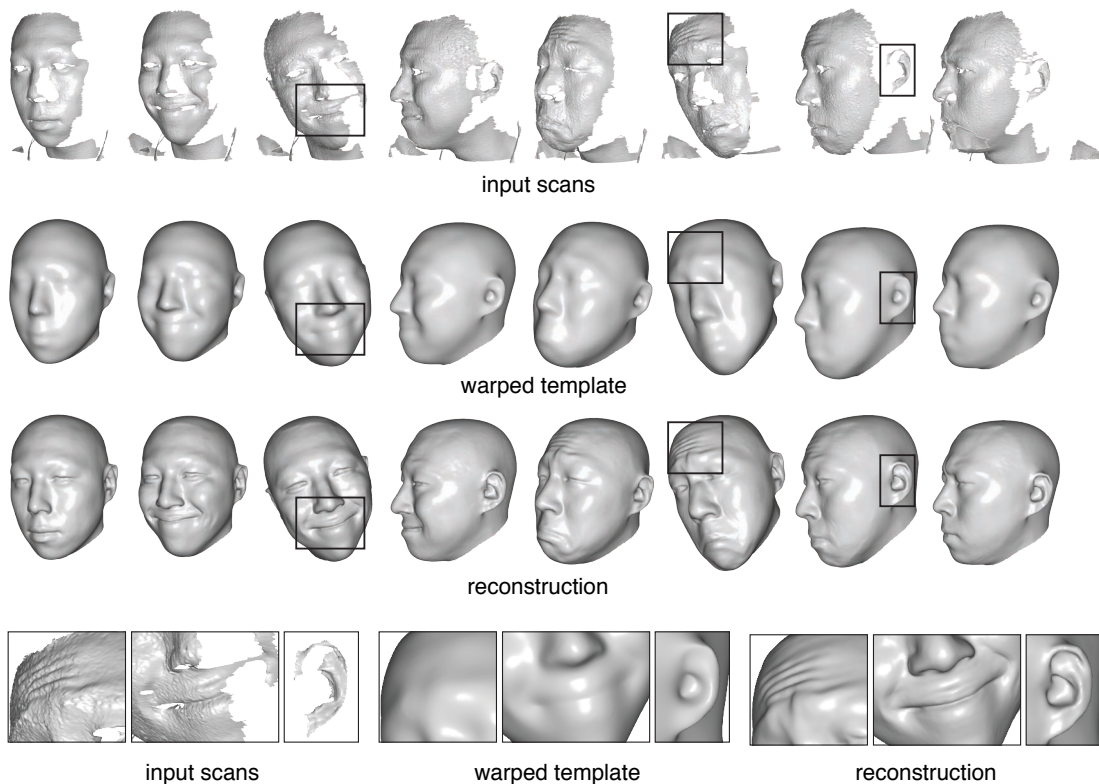 input scans
warped template
reconstruction
input scans
warped template
reconstruction